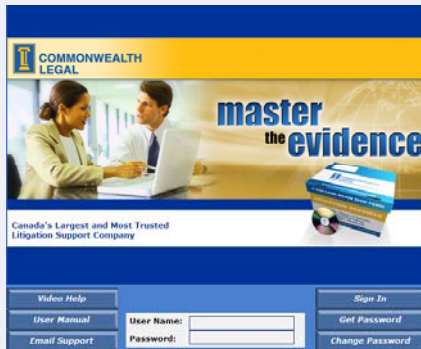 COMMONWEALTH
LEGAL
master
the evidence
Canada's Largest and Most Trusted
Litigation Support Company
Video Help
Sign In
User Manual
User Name:
Get Password
Email Support
Password:
Change Password